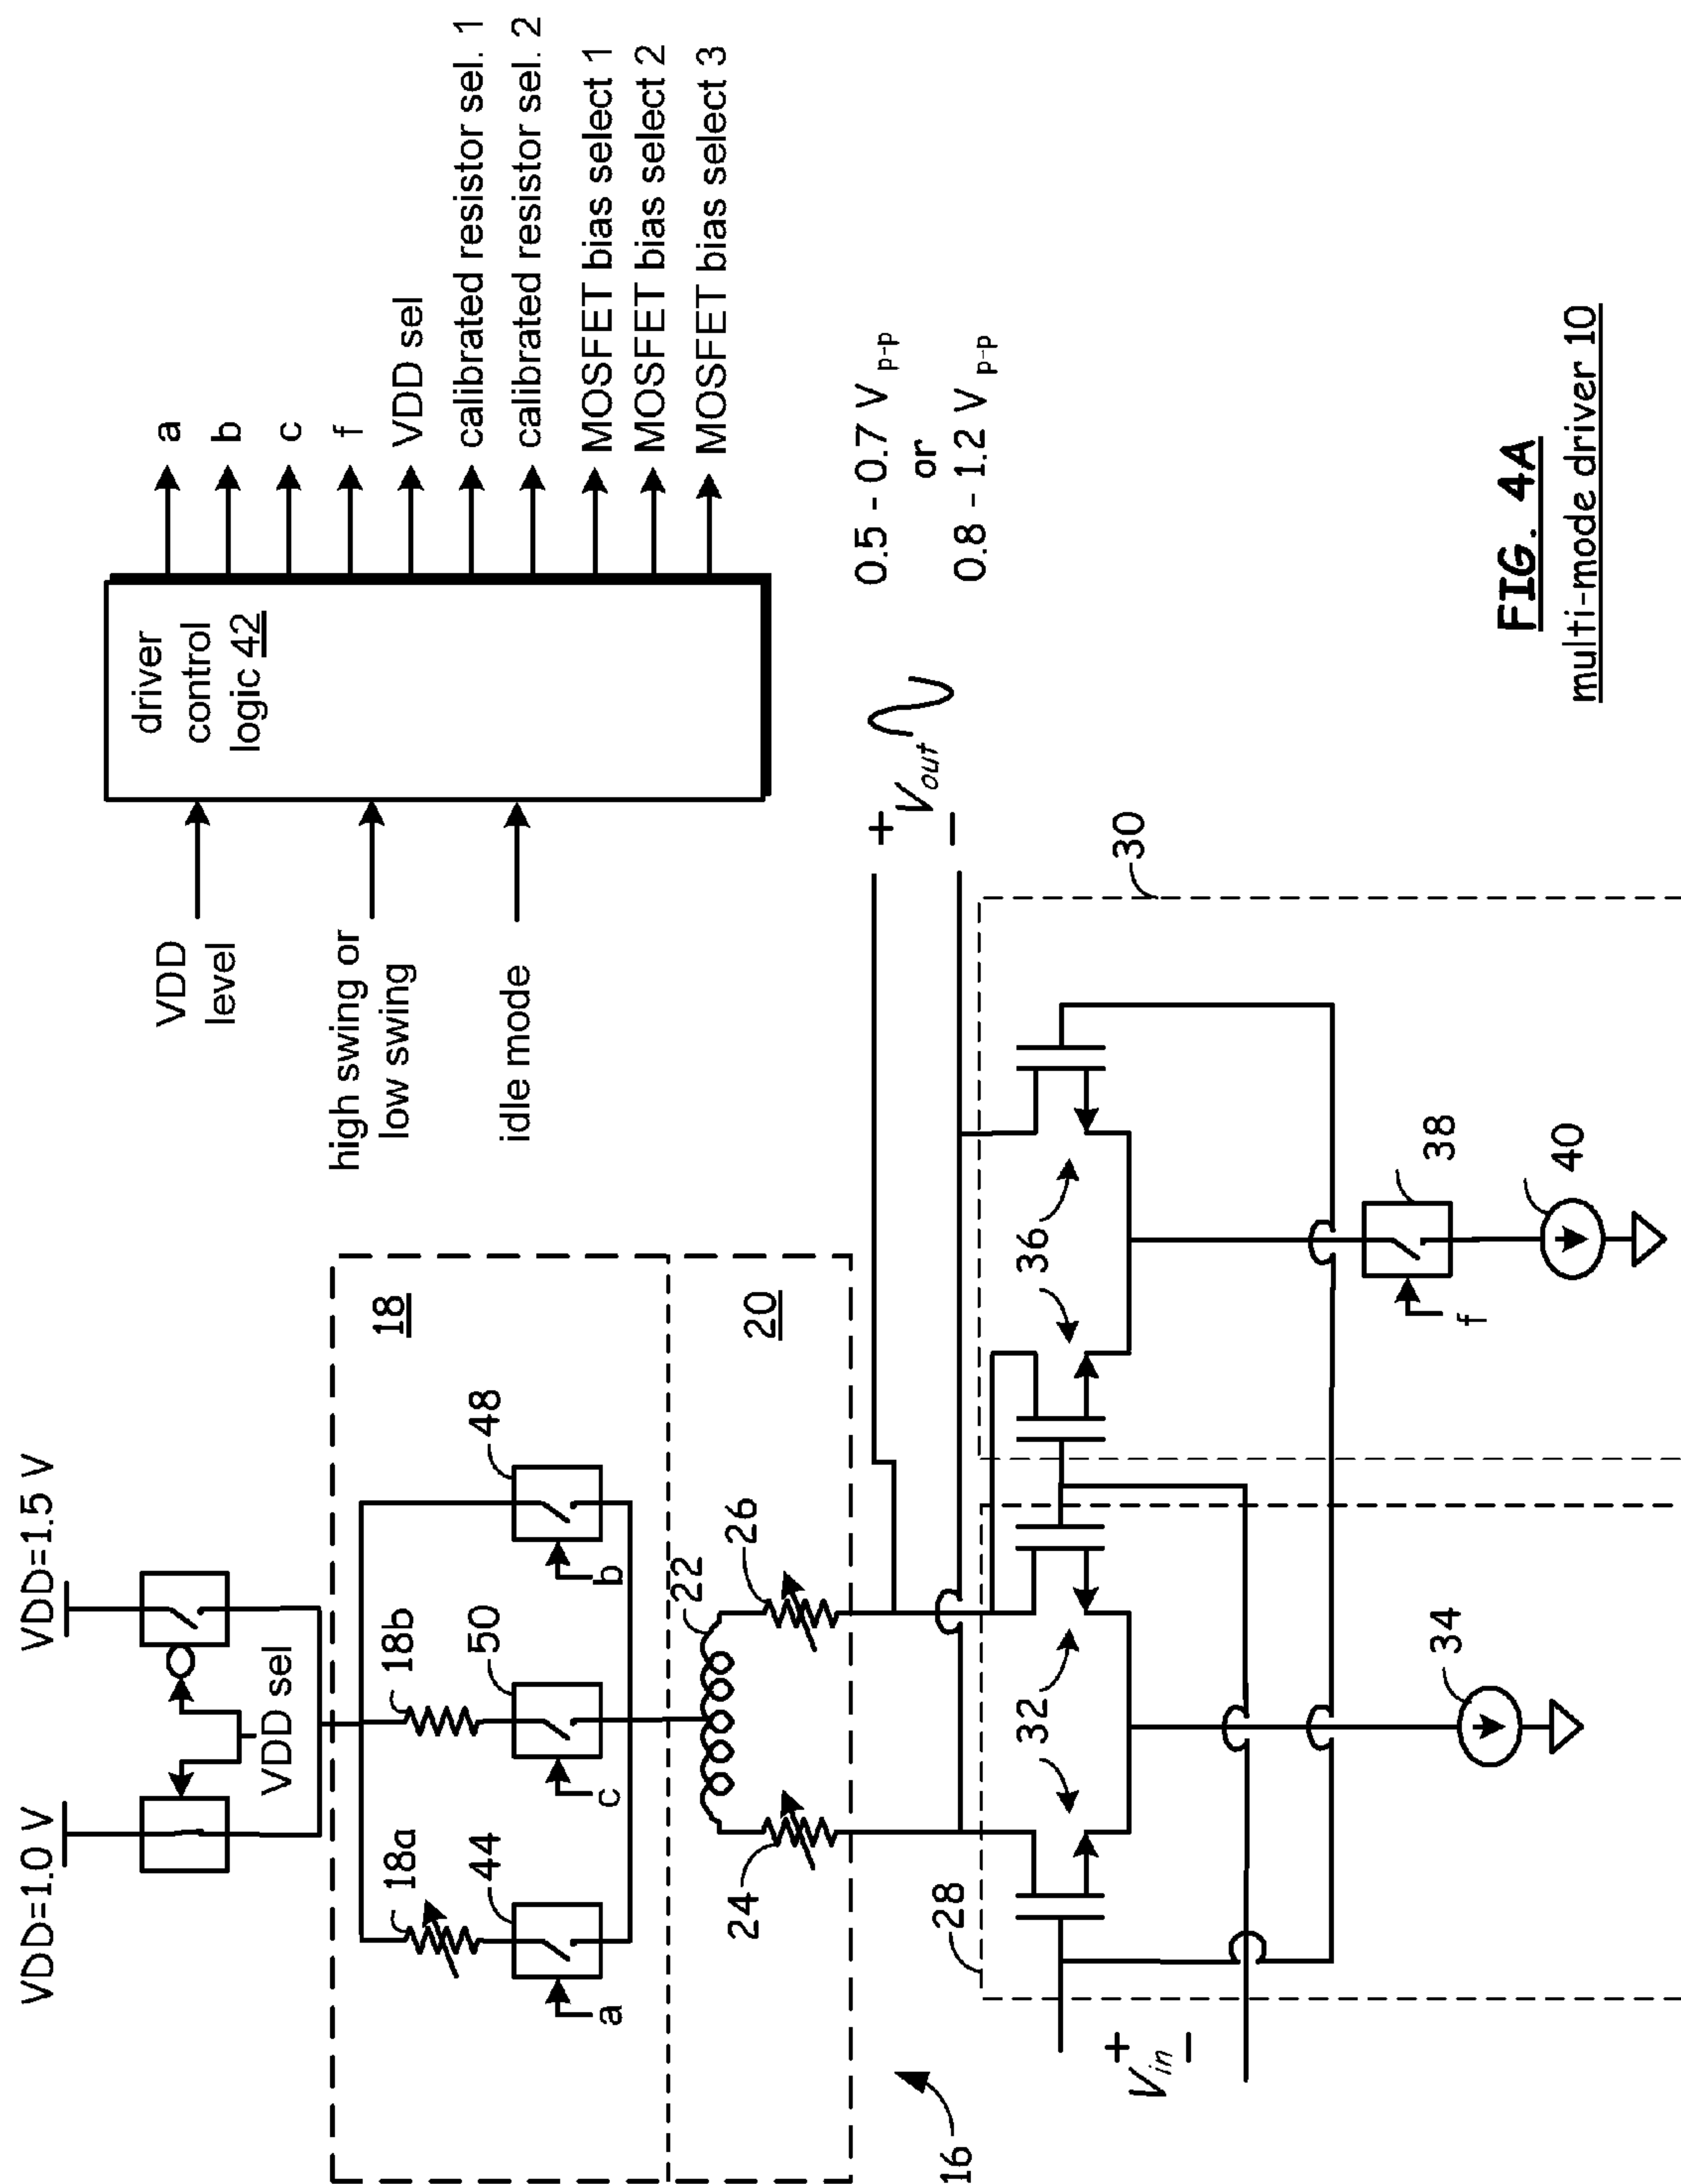 VDD=1.0 V
VDD=1.5 V
VDD sel
18a
18b
18
44
50
48
a
c
b
22
20
24
26
16
VDD
level
high swing or
low swing
idle mode
driver
control
logic 42
a
b
c
f
VDD sel
calibrated resistor sel. 1
calibrated resistor sel. 2
MOSFET bias select 1
MOSFET bias select 2
MOSFET bias select 3
+
Vout
−
0.5 - 0.7 V p-p
or
0.8 - 1.2 V p-p
28
30
32
36
+
Vin
−
34
38
f
40
FIG. 4A
multi-mode driver 10